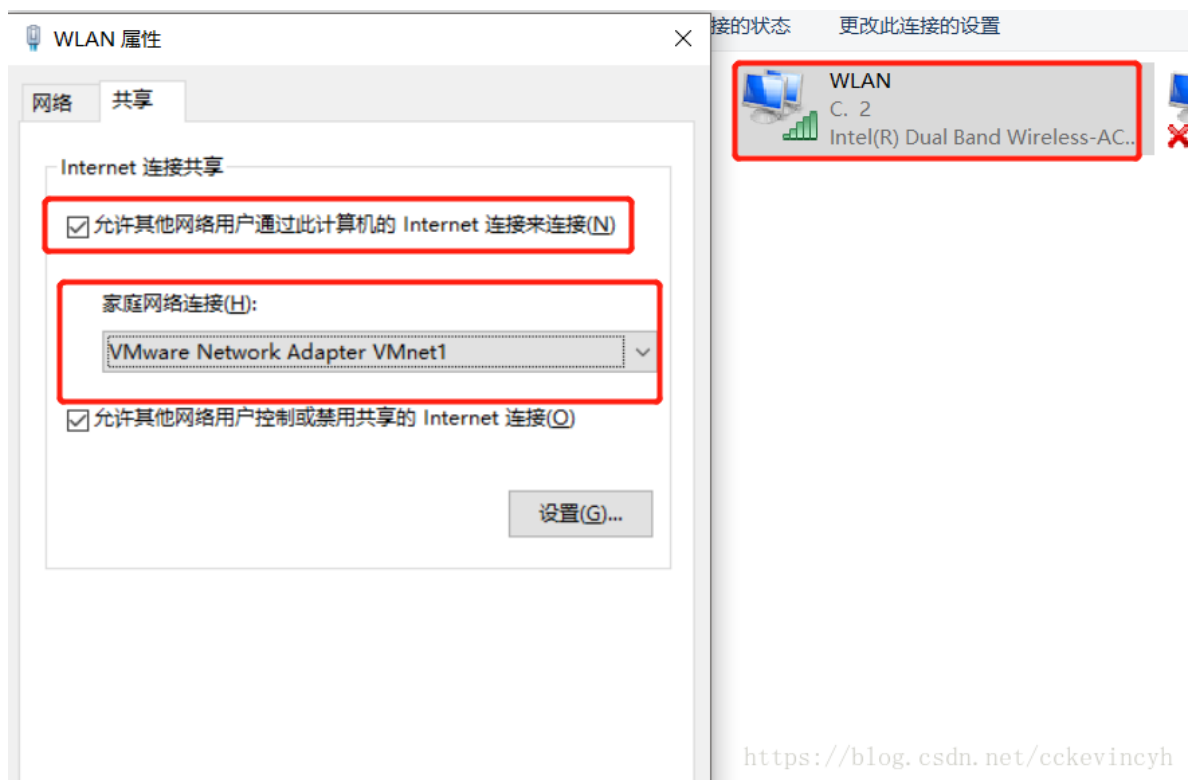 WLAN 属性
接的状态 更改此连接的设置
网络 共享
WLAN
C. 2
Intel(R) Dual Band Wireless-AC...
Internet 连接共享
允许其他网络用户通过此计算机的 Internet 连接来连接(N)
家庭网络连接(H):
VMware Network Adapter VMnet1
允许其他网络用户控制或禁用共享的 Internet 连接(O)
设置(G)...
https://blog.csdn.net/cckevincyh